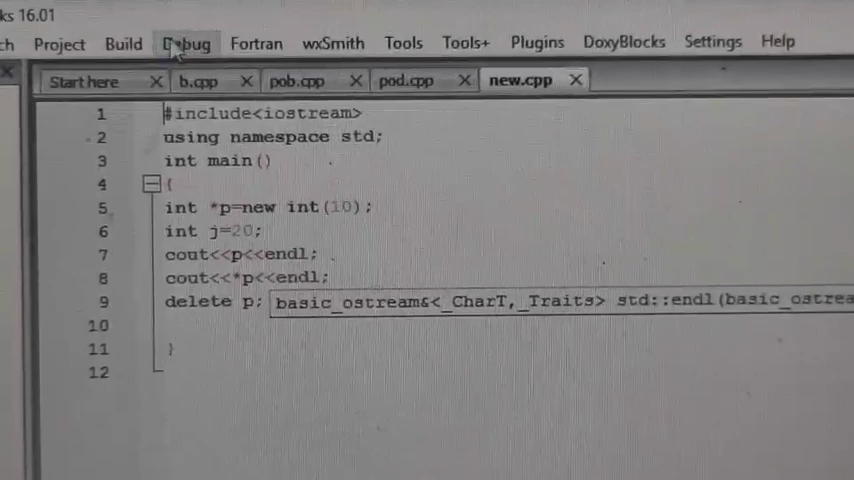 ks 16.01
ch Project Build Debug Fortran wxSmith Tools Tools+ Plugins DoxyBlocks Settings Help
Start here b.cpp pob.cpp pod.cpp new.cpp
1 #include<iostream>
2 using namespace std;
3 int main()
4 {
5 int *p=new int(10);
6 int j=20;
7 cout<<p<<endl;
8 cout<<*p<<endl;
9 delete p; basic_ostream&<_CharT,_Traits> std::endl(basic_ostrea
10
11 }
12